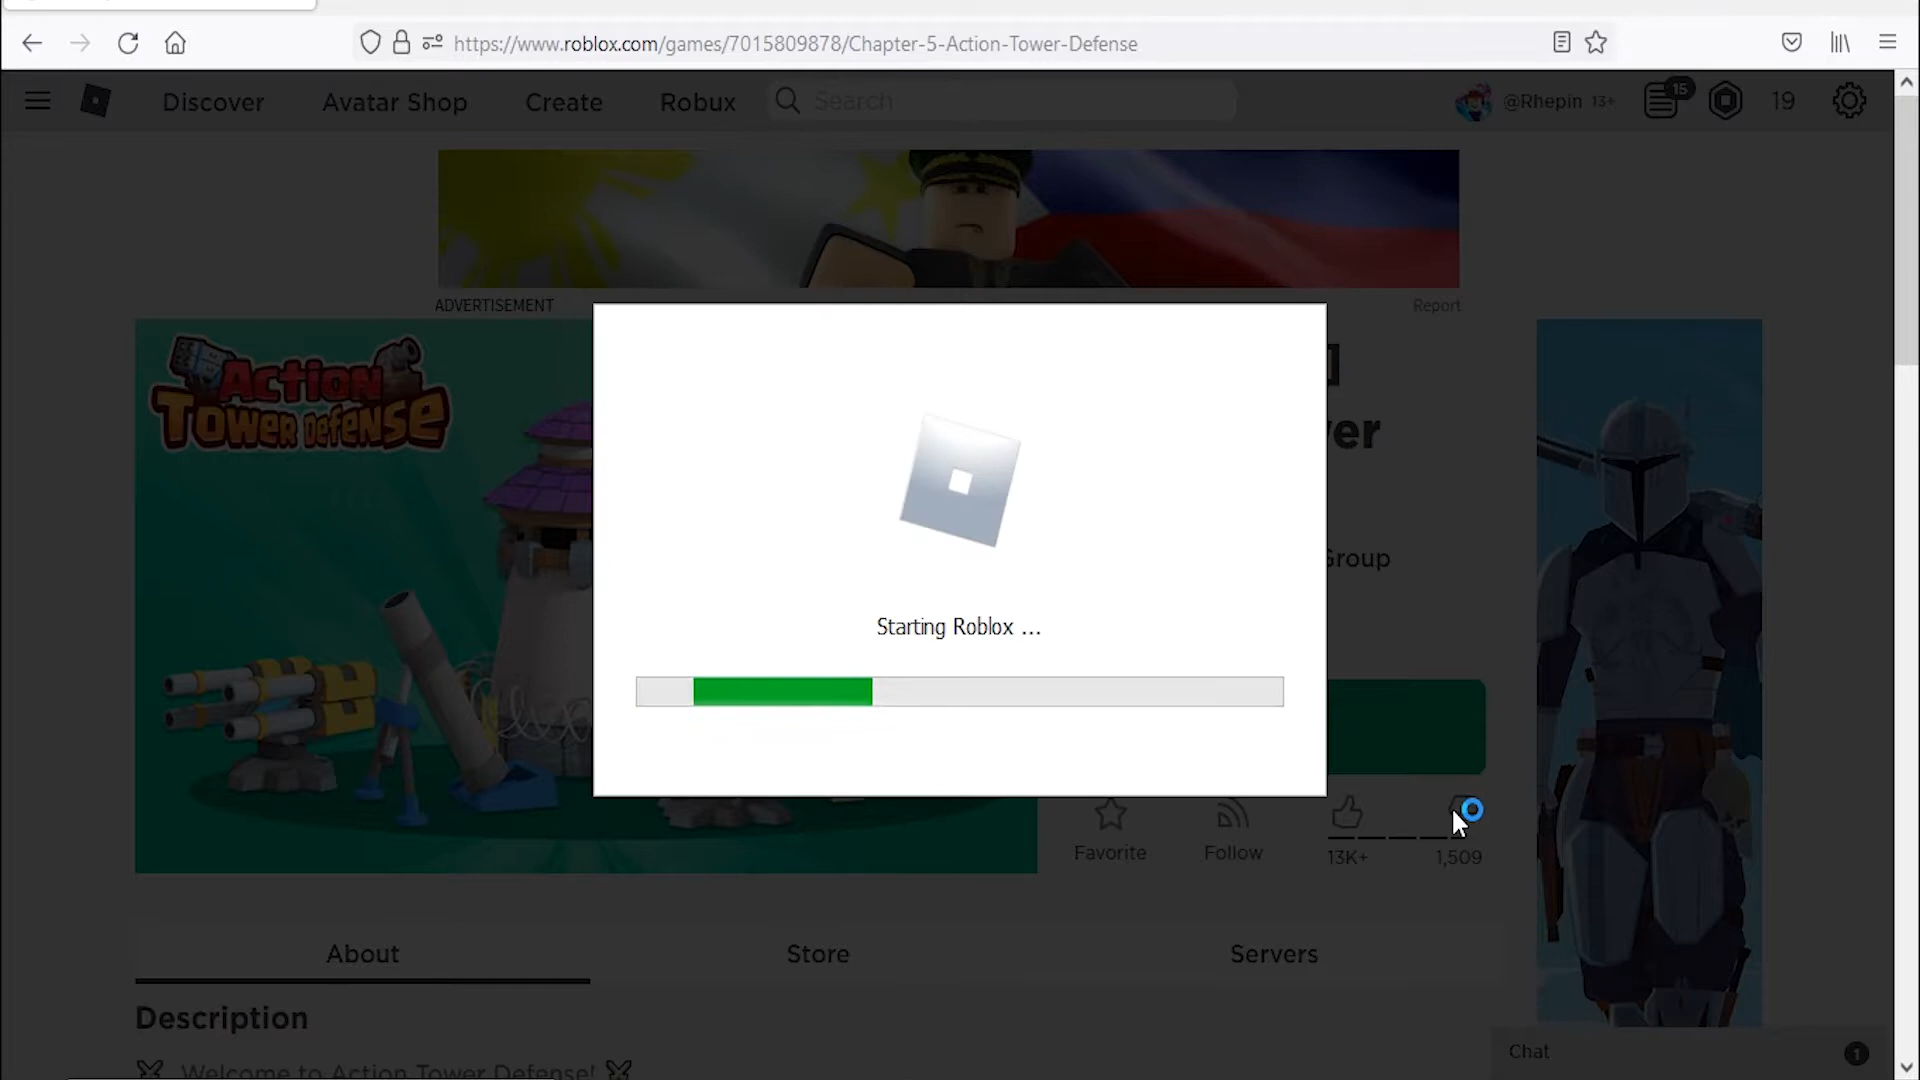 https://www.roblox.com/games/7015809878/Chapter-5-Action-Tower-Defense
Discover
Avatar Shop
Create
Robux
Search
@Rhepin 13+
15
19
ADVERTISEMENT
Report
Action
Tower Defense
Starting Roblox ...
Favorite
Follow
13K+
1,509
About
Store
Servers
Description
Welcome to Action Tower Defense!
Chat
1